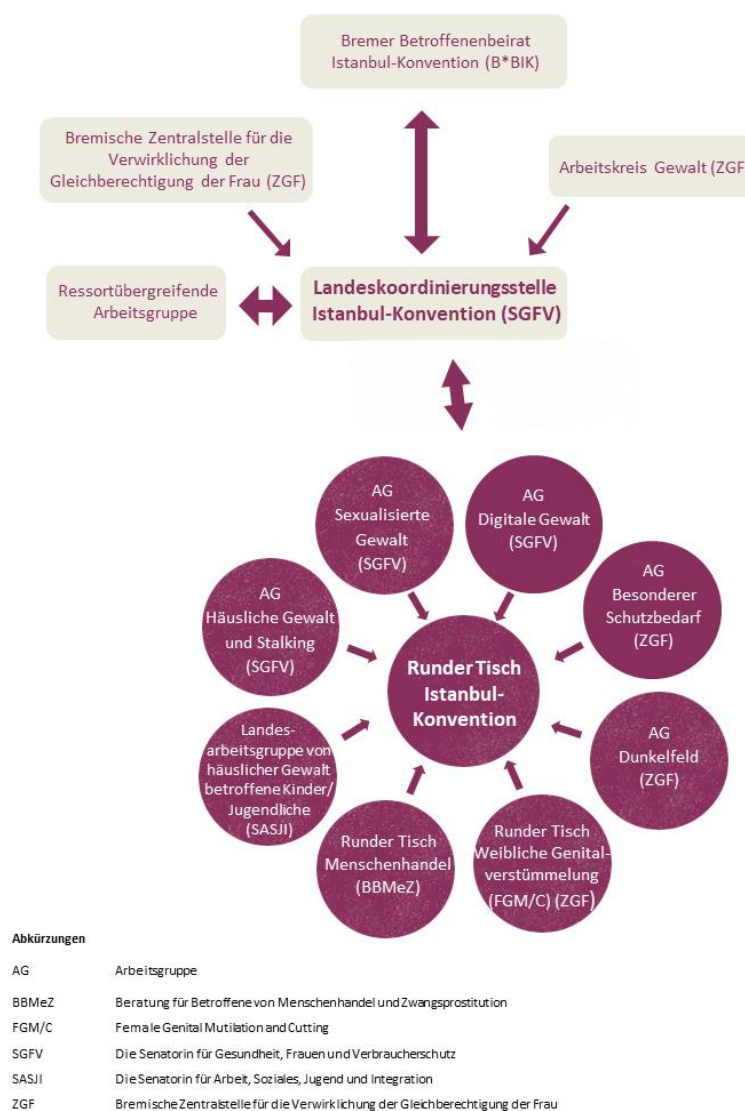 Bremer Betroffenenbeirat
Istanbul-Konvention (B*BIK)
Bremische Zentralstelle für die
Verwirklichung der
Gleichberechtigung der Frau (ZGF)
Arbeitskreis Gewalt (ZGF
Ressortübergreifende
Arbeitsgruppe
Landeskoordinierungsstelle
Istanbul-Konvention (SGFV)
AG
Sexualisierte
Gewalt
(SGFV)
AG
Digitale Gewalt
(SGFV)
AG
Häusliche Gewalt
und Stalking
(SGFV)
AG
Besonderer
Schutzbedarf
(ZGF)
Runder Tisch
Istanbul-
Konvention
Landes-
arbeitsgruppe von
häuslicher Gewalt
betroffene Kinder/
Jugendliche
(SASJI)
AG
Dunkelfeld
(ZGF)
Runder Tisch
Menschenhandel
(BBMeZ)
Runder Tisch
Weibliche Genital-
verstümmelung
(FGM/C) (ZGF)
Abkürzungen
AG Arbeitsgruppe
BBMeZ Beratung für Betroffene von Menschenhandel und Zwangsprostitution
FGM/C Female Genital Mutilation and Cutting
SGFV Die Senatorin für Gesundheit, Frauen und Verbraucherschutz
SASJI Die Senatorin für Arbeit, Soziales, Jugend und Integration
ZGF Bremische Zentralstelle für die Verwirklichung der Gleichberechtigung der Frau